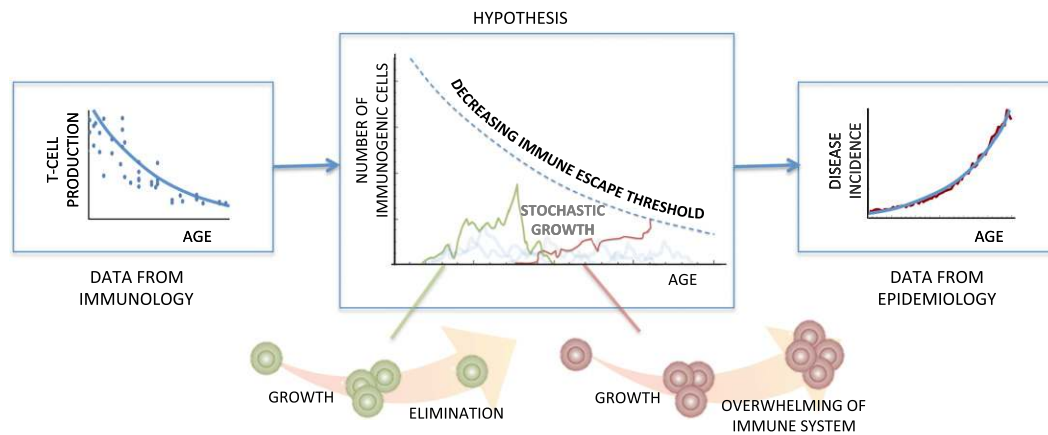 HYPOTHESIS
T-CELL
PRODUCTION
AGE
DATA FROM
IMMUNOLOGY
NUMBER OF
IMMUNOGENIC CELLS
DECREASING IMMUNE ESCAPE THRESHOLD
STOCHASTIC
GROWTH
AGE
DISEASE
INCIDENCE
AGE
DATA FROM
EPIDEMIOLOGY
GROWTH
ELIMINATION
GROWTH
OVERWHELMING OF
IMMUNE SYSTEM